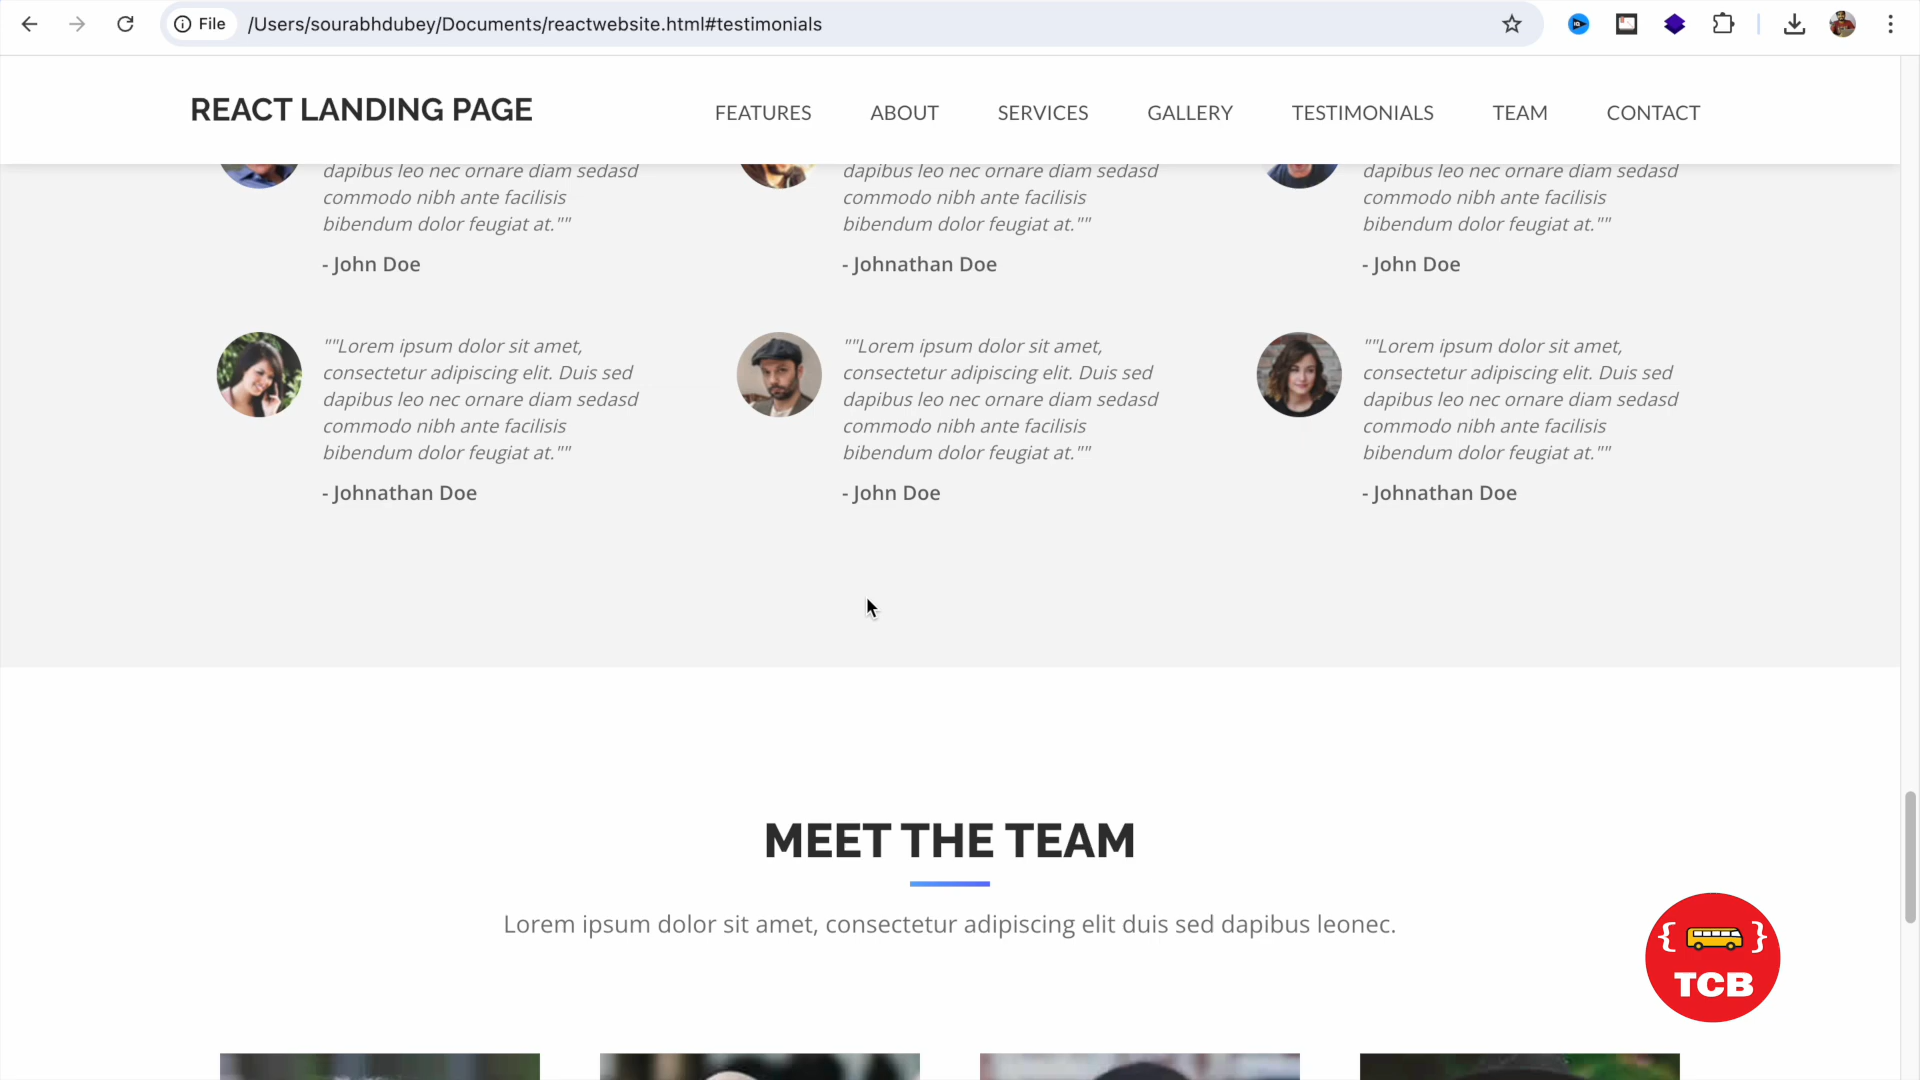 File /Users/sourabhdubey/Documents/reactwebsite.html#testimonials
REACT LANDING PAGE
FEATURES ABOUT SERVICES GALLERY TESTIMONIALS TEAM CONTACT
dapibus leo nec ornare diam sedasd
commodo nibh ante facilisis
bibendum dolor feugiat at.""
- John Doe
dapibus leo nec ornare diam sedasd
commodo nibh ante facilisis
bibendum dolor feugiat at.""
- Johnathan Doe
dapibus leo nec ornare diam sedasd
commodo nibh ante facilisis
bibendum dolor feugiat at.""
- John Doe
""Lorem ipsum dolor sit amet,
consectetur adipiscing elit. Duis sed
dapibus leo nec ornare diam sedasd
commodo nibh ante facilisis
bibendum dolor feugiat at.""
- Johnathan Doe
""Lorem ipsum dolor sit amet,
consectetur adipiscing elit. Duis sed
dapibus leo nec ornare diam sedasd
commodo nibh ante facilisis
bibendum dolor feugiat at.""
- John Doe
""Lorem ipsum dolor sit amet,
consectetur adipiscing elit. Duis sed
dapibus leo nec ornare diam sedasd
commodo nibh ante facilisis
bibendum dolor feugiat at.""
- Johnathan Doe
MEET THE TEAM
Lorem ipsum dolor sit amet, consectetur adipiscing elit duis sed dapibus leonec.
{ }
TCB